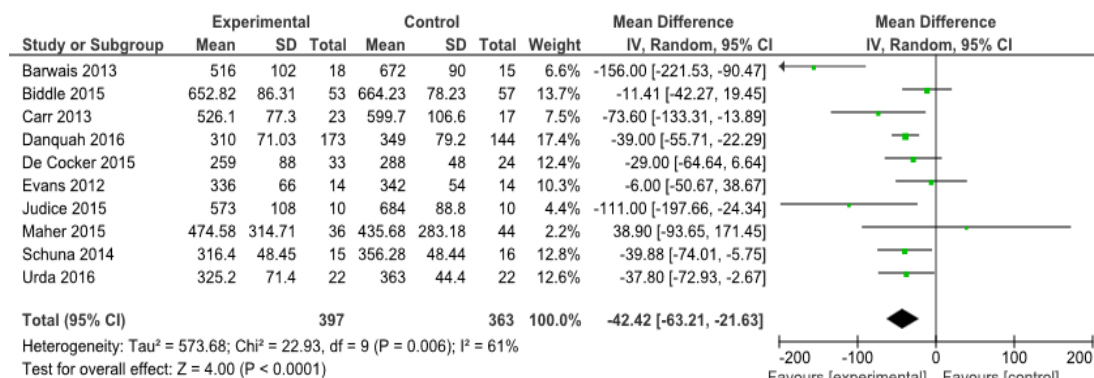 Experimental Control Mean Difference Mean Difference
Study or Subgroup Mean SD Total Mean SD Total Weight IV, Random, 95% CI IV, Random, 95% CI
Barwais 2013 516 102 18 672 90 15 6.6% -156.00 [-221.53, -90.47]
Biddle 2015 652.82 86.31 53 664.23 78.23 57 13.7% -11.41 [-42.27, 19.45]
Carr 2013 526.1 77.3 23 599.7 106.6 17 7.5% -73.60 [-133.31, -13.89]
Danquah 2016 310 71.03 173 349 79.2 144 17.4% -39.00 [-55.71, -22.29]
De Cocker 2015 259 88 33 288 48 24 12.4% -29.00 [-64.64, 6.64]
Evans 2012 336 66 14 342 54 14 10.3% -6.00 [-50.67, 38.67]
Judice 2015 573 108 10 684 88.8 10 4.4% -111.00 [-197.66, -24.34]
Maher 2015 474.58 314.71 36 435.68 283.18 44 2.2% 38.90 [-93.65, 171.45]
Schuna 2014 316.4 48.45 15 356.28 48.44 16 12.8% -39.88 [-74.01, -5.75]
Urda 2016 325.2 71.4 22 363 44.4 22 12.6% -37.80 [-72.93, -2.67]
Total (95% CI) 397 363 100.0% -42.42 [-63.21, -21.63]
Heterogeneity: Tau² = 573.68; Chi² = 22.93, df = 9 (P = 0.006); I² = 61%
Test for overall effect: Z = 4.00 (P < 0.0001)
-200 -100 0 100 200
Favours [experimental] Favours [control]